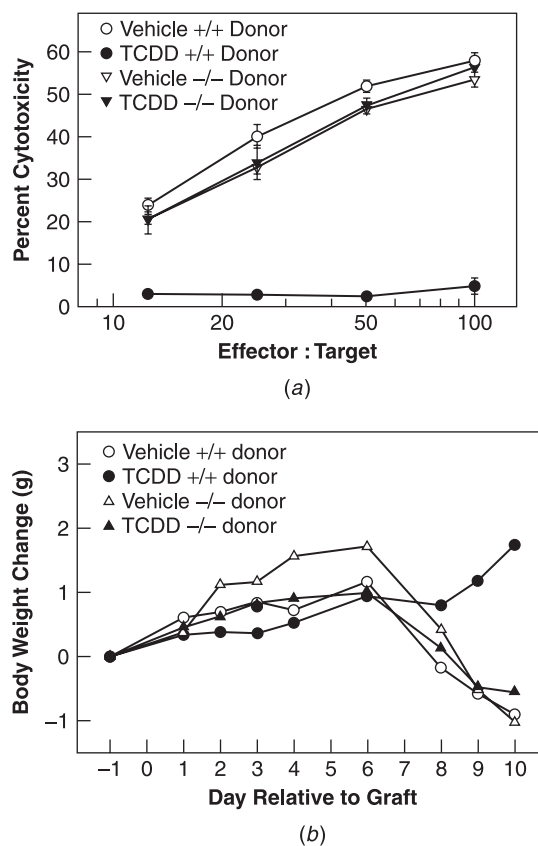 Vehicle +/+ Donor
TCDD +/+ Donor
Vehicle –/– Donor
TCDD –/– Donor
Percent Cytotoxicity
60
50
40
30
20
10
0
10 20 50 100
Effector : Target
(a)
Vehicle +/+ donor
TCDD +/+ donor
Vehicle –/– donor
TCDD –/– donor
Body Weight Change (g)
3
2
1
0
–1
–1 0 1 2 3 4 5 6 7 8 9 10
Day Relative to Graft
(b)